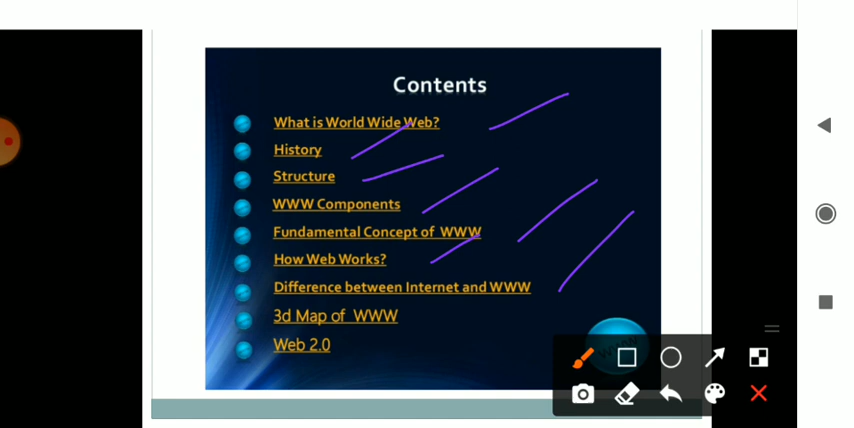 Contents
What is World Wide Web?
History
Structure
WWW Components
Fundamental Concept of WWW
How Web Works?
Difference between Internet and WWW
3d Map of WWW
Web 2.0